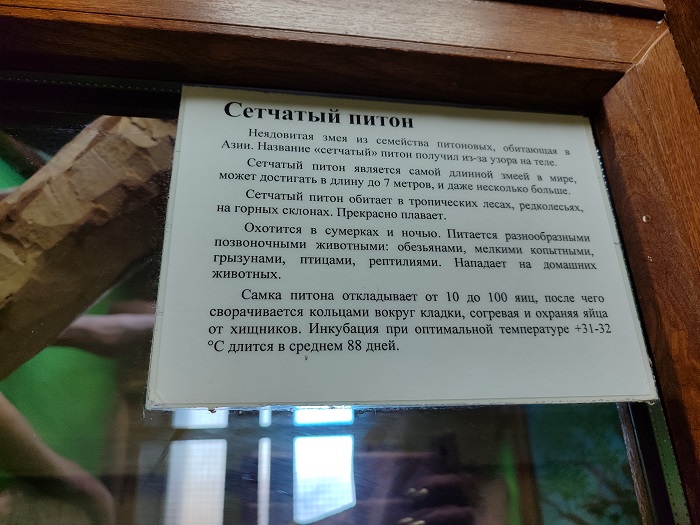 Сетчатый питон
Неядовитая змея из семейства питоновых, обитающая в
Азии. Название «сетчатый» питон получил из-за узора на теле.
Сетчатый питон является самой длинной змеей в мире,
может достигать в длину до 7 метров, и даже несколько больше.
Сетчатый питон обитает в тропических лесах, редколесьях,
на горных склонах. Прекрасно плавает.
Охотится в сумерках и ночью. Питается разнообразными
позвоночными животными: обезьянами, мелкими копытными,
грызунами, птицами, рептилиями. Нападает на домашних
животных.
Самка питона откладывает от 10 до 100 яиц, после чего
сворачивается кольцами вокруг кладки, согревая и охраняя яйца
от хищников. Инкубация при оптимальной температуре +31-32
°С длится в среднем 88 дней.